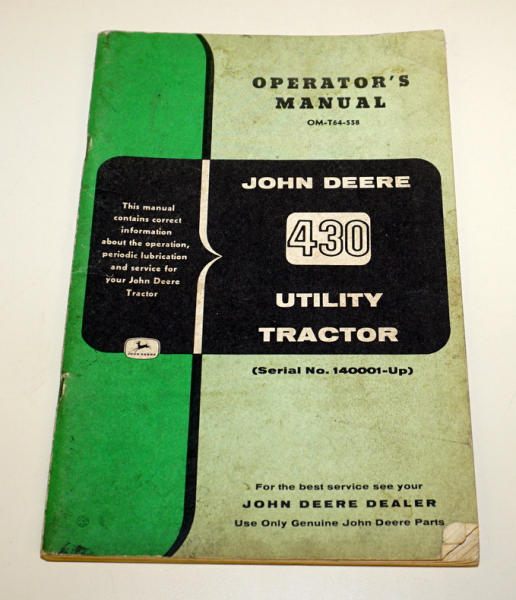 OPERATOR'S
MANUAL
OM-T64-558
JOHN DEERE
430
UTILITY
TRACTOR
(Serial No. 140001-Up)
This manual
contains correct
information
about the operation,
periodic lubrication
and service for
your John Deere
Tractor
JOHN DEERE
For the best service see your
JOHN DEERE DEALER
Use Only Genuine John Deere Parts